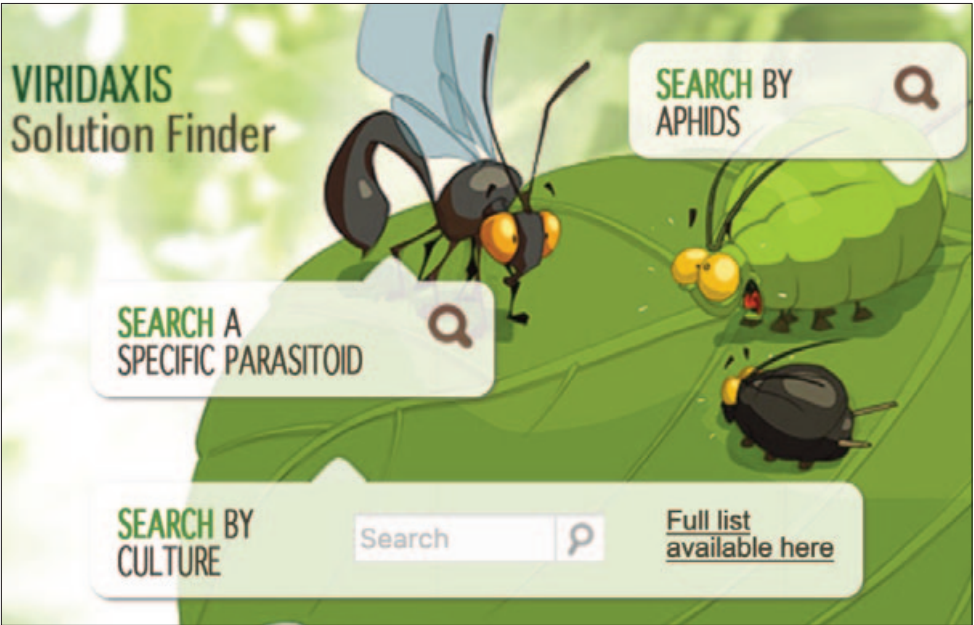 VIRIDAXIS
Solution Finder
SEARCH BY
APHIDS
SEARCH A
SPECIFIC PARASITOID
SEARCH BY
CULTURE
Search
Full list
available here